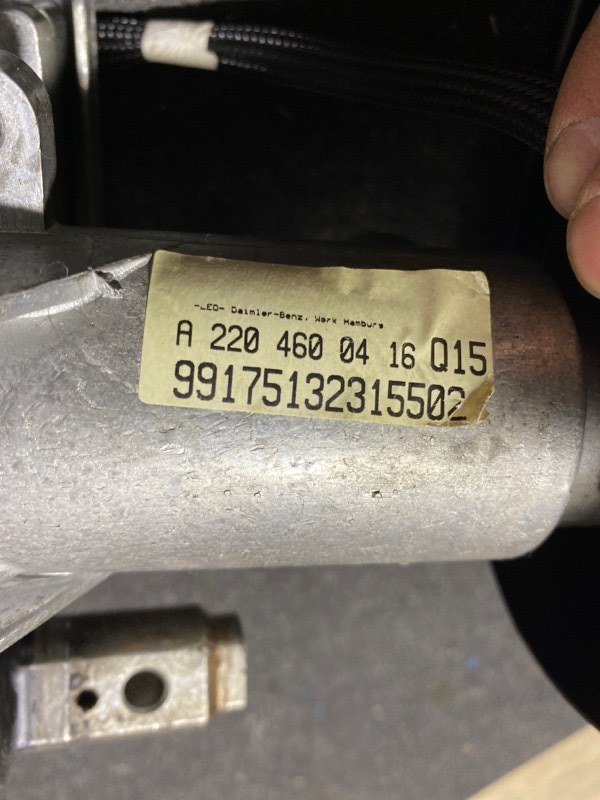 -LEO- Daimler-Benz, Werk Hamburg
A 220 460 04 16 Q15
99175132315502